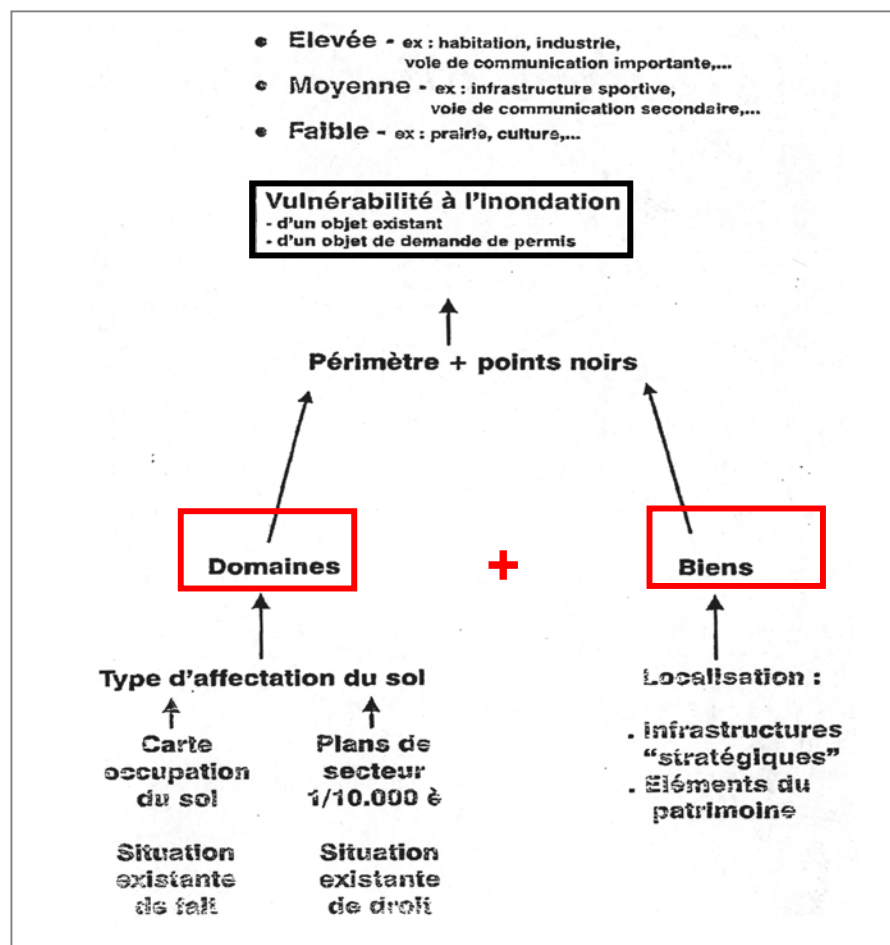 • Elevée - ex : habitation, industrie,
voie de communication importante,...
• Moyenne - ex : infrastructure sportive,
voie de communication secondaire,...
• Faible - ex : prairie, culture,...
Vulnérabilité à l'Inondation
- d'un objet existant
- d'un objet de demande de permis
Périmètre + points noirs
Domaines
+
Biens
Type d'affectation du sol
Carte
occupation
du sol
Situation
existante
de fait
Plans de
secteur
1/10.000 è
Situation
existante
de droit
Localisation :
. Infrastructures
"stratégiques"
. Eléments du
patrimoine